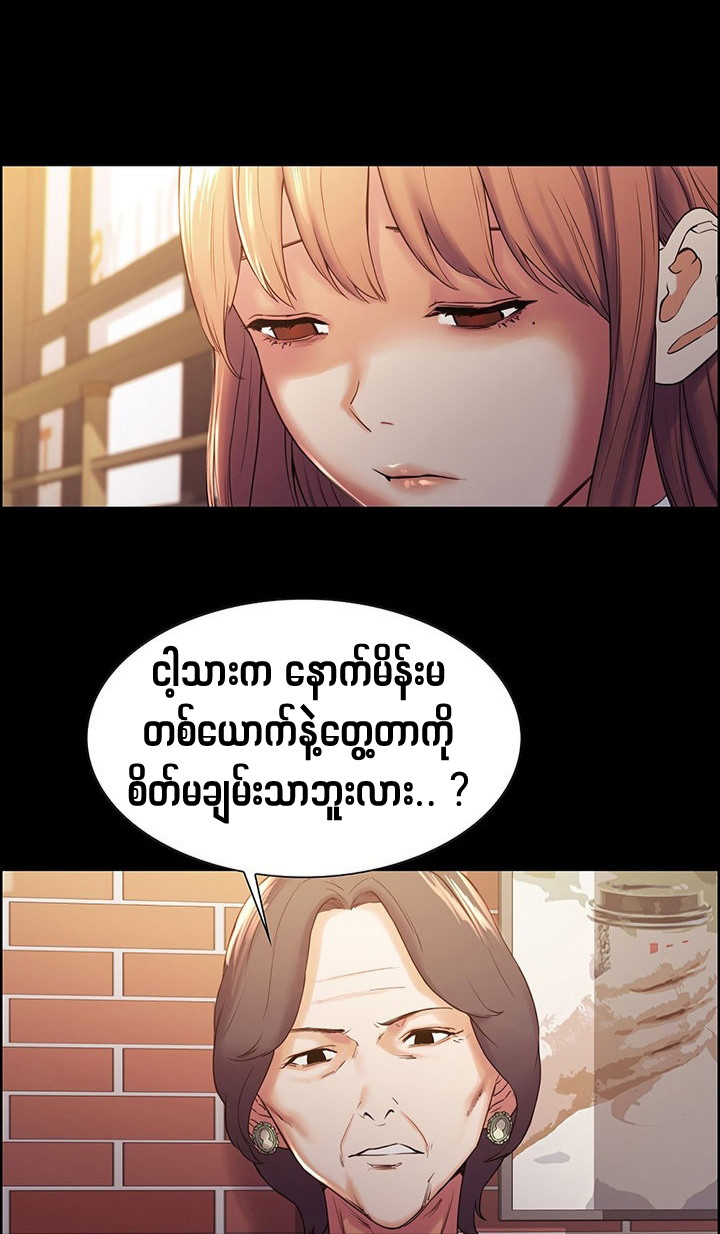 ငါ့သားက နောက်မိန်းမ
တစ်ယောက်နဲ့တွေ့တာကို
စိတ်မချမ်းသာဘူးလား.. ?